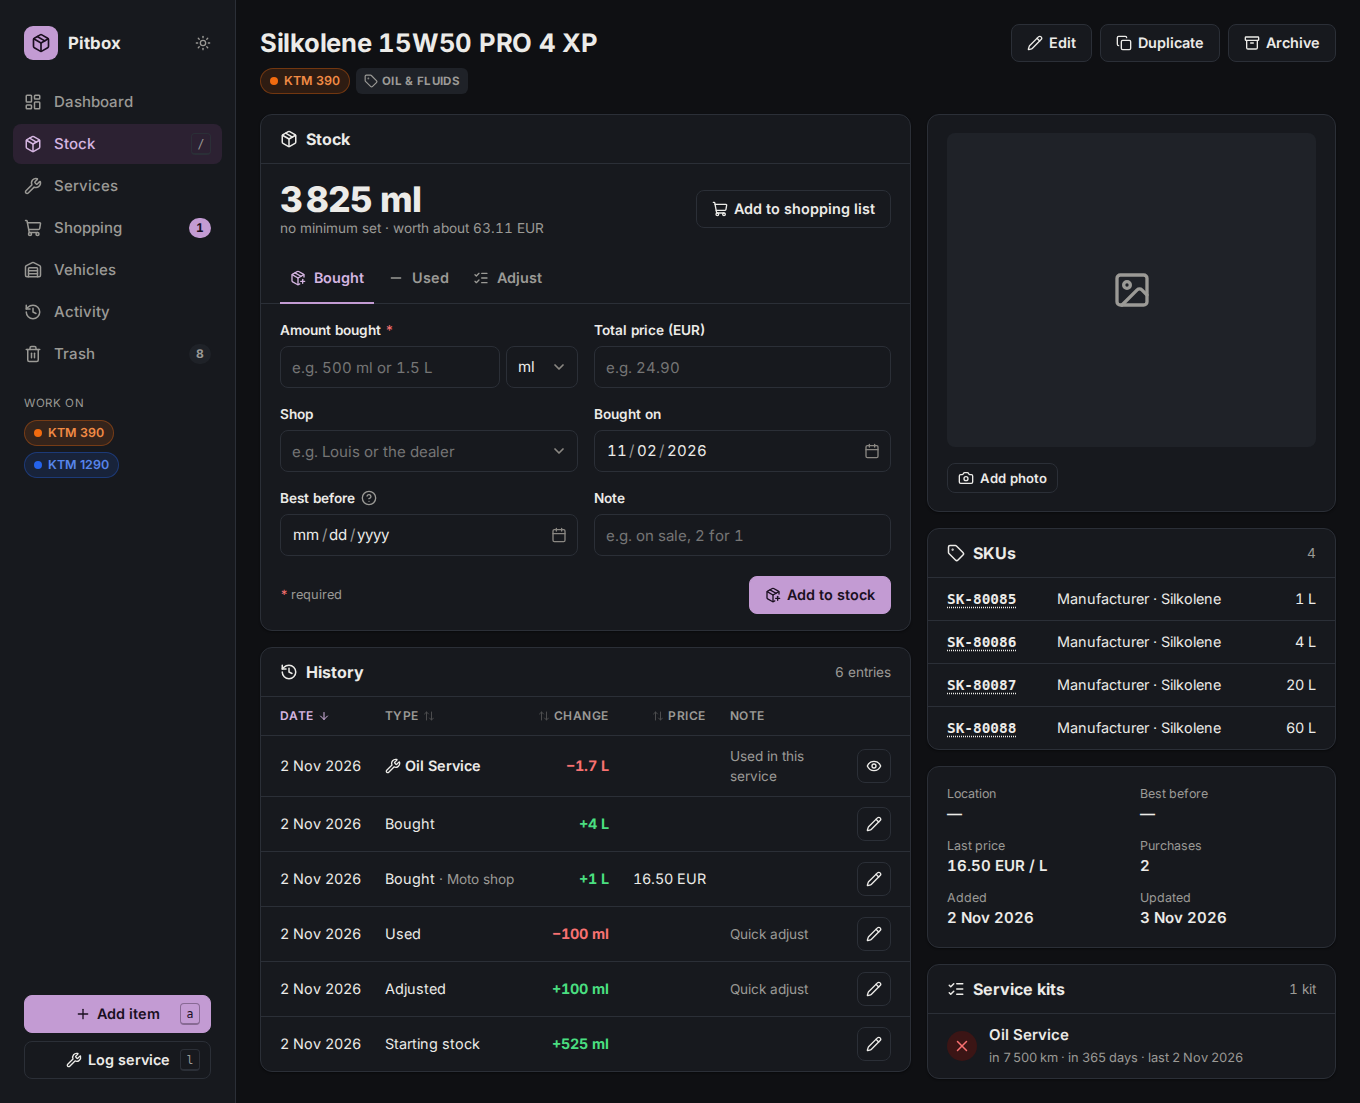 Pitbox
Dashboard
Stock /
Services
Shopping 1
Vehicles
Activity
Trash 8
WORK ON
KTM 390
KTM 1290
Add item a
Log service l
Silkolene 15W50 PRO 4 XP
Edit Duplicate Archive
KTM 390 OIL & FLUIDS
Stock
3 825 ml
no minimum set · worth about 63.11 EUR
Add to shopping list
Bought Used Adjust
Amount bought * Total price (EUR)
e.g. 500 ml or 1.5 L ml e.g. 24.90
Shop Bought on
e.g. Louis or the dealer 11/02/2026
Best before Note
mm/dd/yyyy e.g. on sale, 2 for 1
* required Add to stock
History 6 entries
DATE TYPE CHANGE PRICE NOTE
2 Nov 2026 Oil Service −1.7 L Used in this
service
2 Nov 2026 Bought +4 L
2 Nov 2026 Bought · Moto shop +1 L 16.50 EUR
2 Nov 2026 Used −100 ml Quick adjust
2 Nov 2026 Adjusted +100 ml Quick adjust
2 Nov 2026 Starting stock +525 ml
Add photo
SKUs 4
SK-80085 Manufacturer · Silkolene 1 L
SK-80086 Manufacturer · Silkolene 4 L
SK-80087 Manufacturer · Silkolene 20 L
SK-80088 Manufacturer · Silkolene 60 L
Location Best before
— —
Last price Purchases
16.50 EUR / L 2
Added Updated
2 Nov 2026 3 Nov 2026
Service kits 1 kit
Oil Service
in 7 500 km · in 365 days · last 2 Nov 2026